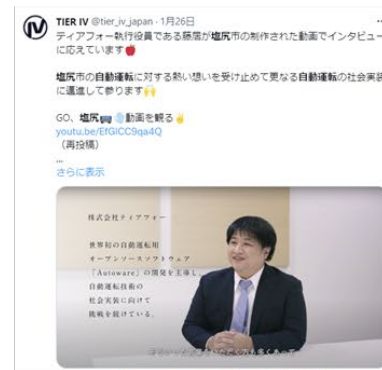 TIER IV @tier_iv_japan · 1月26日
ティアフォー執行役員である藤居が塩尻市の制作された動画でインタビュー
に応えています🍎
塩尻市の自動運転に対する熱い想いを受け止めて更なる自動運転の社会実装
に邁進して参ります🙌
GO、塩尻🚌💨動画を観る☝️
youtu.be/EfGICC9qa4Q
（再投稿）
...
さらに表示
株式会社ティアフォー
世界初の自動運転用
オープンソースソフトウェア
「Autoware」の開発を主導し、
自動運転技術の
社会実装に向けて
挑戦を続けている。